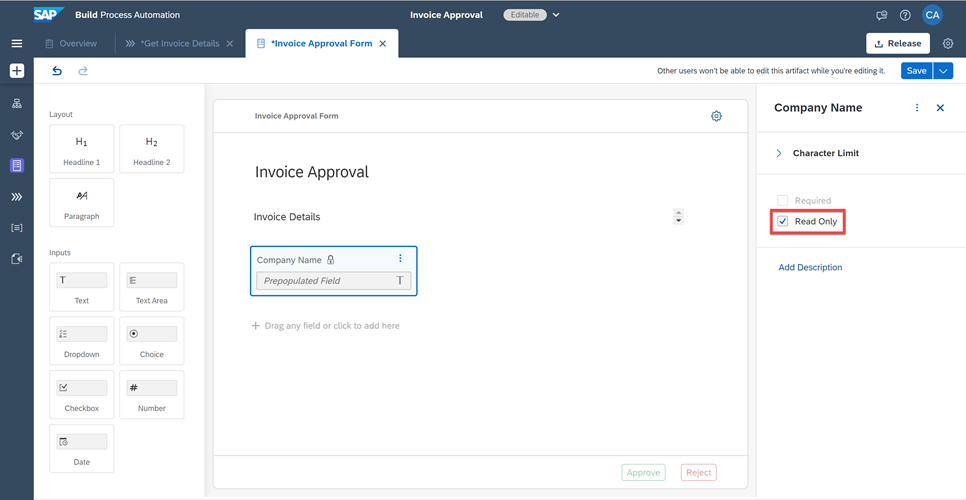 SAP Build Process Automation
Invoice Approval Editable
CA
Overview
*Get Invoice Details
*Invoice Approval Form
Release
Other users won't be able to edit this artifact while you're editing it.
Save
Layout
H1
Headline 1
H2
Headline 2
Paragraph
Inputs
T
Text
Text Area
Dropdown
Choice
Checkbox
#
Number
Date
Invoice Approval Form
Invoice Approval
Invoice Details
Company Name
Prepopulated Field T
+ Drag any field or click to add here
Approve Reject
Company Name
Character Limit
Required
Read Only
Add Description